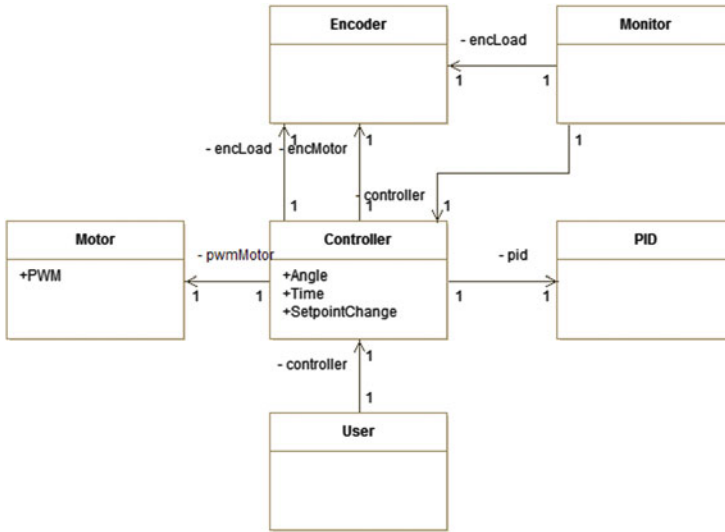 Encoder
Monitor
- encLoad
1
1
1
1
1
- encLoad
- encMotor
- controller
1
1
1
Motor
+PWM
- pwmMotor
1
1
Controller
+Angle
+Time
+SetpointChange
- pid
1
1
PID
- controller
1
1
User